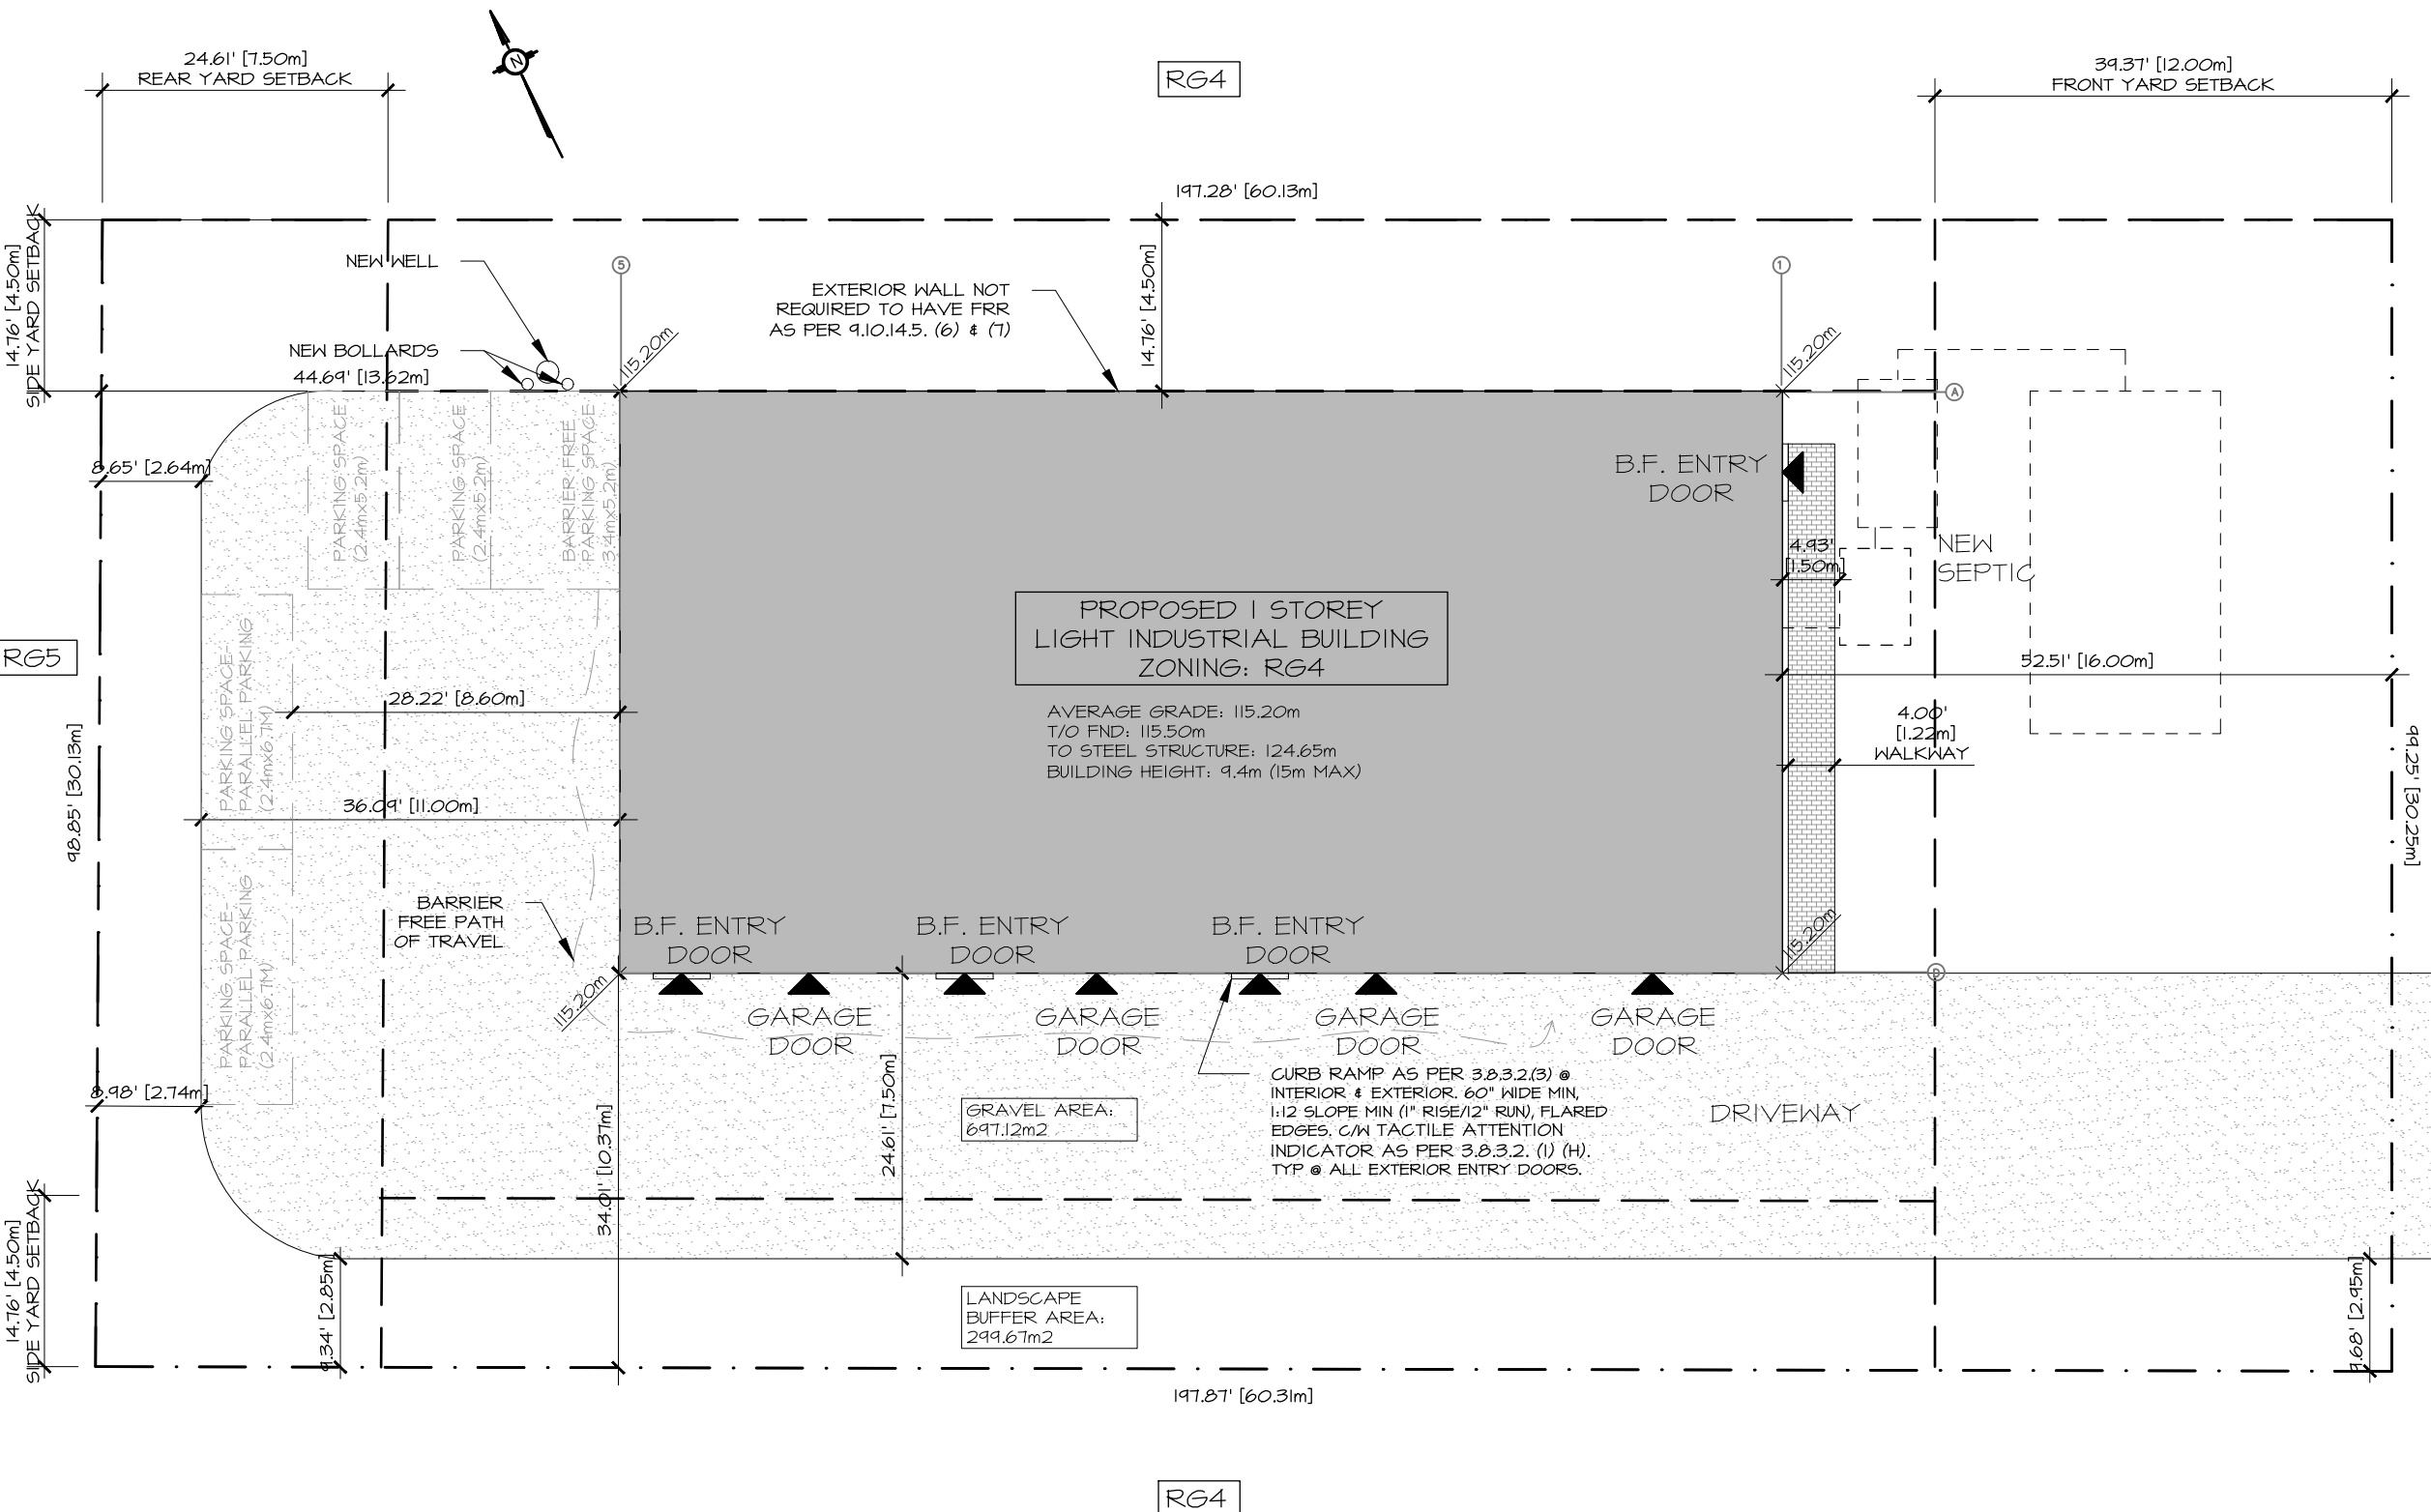 24.61' [7.50m]
REAR YARD SETBACK
N
RG4
39.37' [12.00m]
FRONT YARD SETBACK
197.28' [60.13m]
14.76' [4.50m]
SIDE YARD SETBACK
NEW WELL
5
EXTERIOR WALL NOT
REQUIRED TO HAVE FRR
AS PER 9.10.14.5. (6) & (7)
14.76' [4.50m]
1
NEW BOLLARDS
44.69' [13.62m]
115.20m
115.20m
A
8.65' [2.64m]
PARKING SPACE
(2.4mx5.2m)
PARKING SPACE
(2.4mx5.2m)
BARRIER FREE
PARKING SPACE
3.4mx5.2m)
B.F. ENTRY
DOOR
4.93'
[1.50m]
NEW
SEPTIC
PROPOSED 1 STOREY
LIGHT INDUSTRIAL BUILDING
ZONING: RG4
RG5
52.51' [16.00m]
PARKING SPACE-
PARALLEL PARKING
(2.4mx6.7M)
28.22' [8.60m]
AVERAGE GRADE: 115.20m
T/O FND: 115.50m
TO STEEL STRUCTURE: 124.65m
BUILDING HEIGHT: 9.4m (15m MAX)
4.00'
[1.22m]
WALKWAY
98.85' [30.13m]
99.25' [30.25m]
36.09' [11.00m]
PARKING SPACE-
PARALLEL PARKING
(2.4mx6.7M)
BARRIER
FREE PATH
OF TRAVEL
B.F. ENTRY
DOOR
B.F. ENTRY
DOOR
B.F. ENTRY
DOOR
115.20m
115.20m
D
GARAGE
DOOR
GARAGE
DOOR
GARAGE
DOOR
GARAGE
DOOR
8.98' [2.74m]
34.01' [10.37m]
24.61' [7.50m]
GRAVEL AREA:
697.12m2
CURB RAMP AS PER 3.8.3.2.(3) @
INTERIOR & EXTERIOR. 60" WIDE MIN,
1:12 SLOPE MIN (1" RISE/12" RUN), FLARED
EDGES. C/W TACTILE ATTENTION
INDICATOR AS PER 3.8.3.2. (1) (H).
TYP @ ALL EXTERIOR ENTRY DOORS.
DRIVEWAY
14.76' [4.50m]
SIDE YARD SETBACK
9.34' [2.85m]
LANDSCAPE
BUFFER AREA:
299.67m2
9.68' [2.95m]
197.87' [60.31m]
RG4